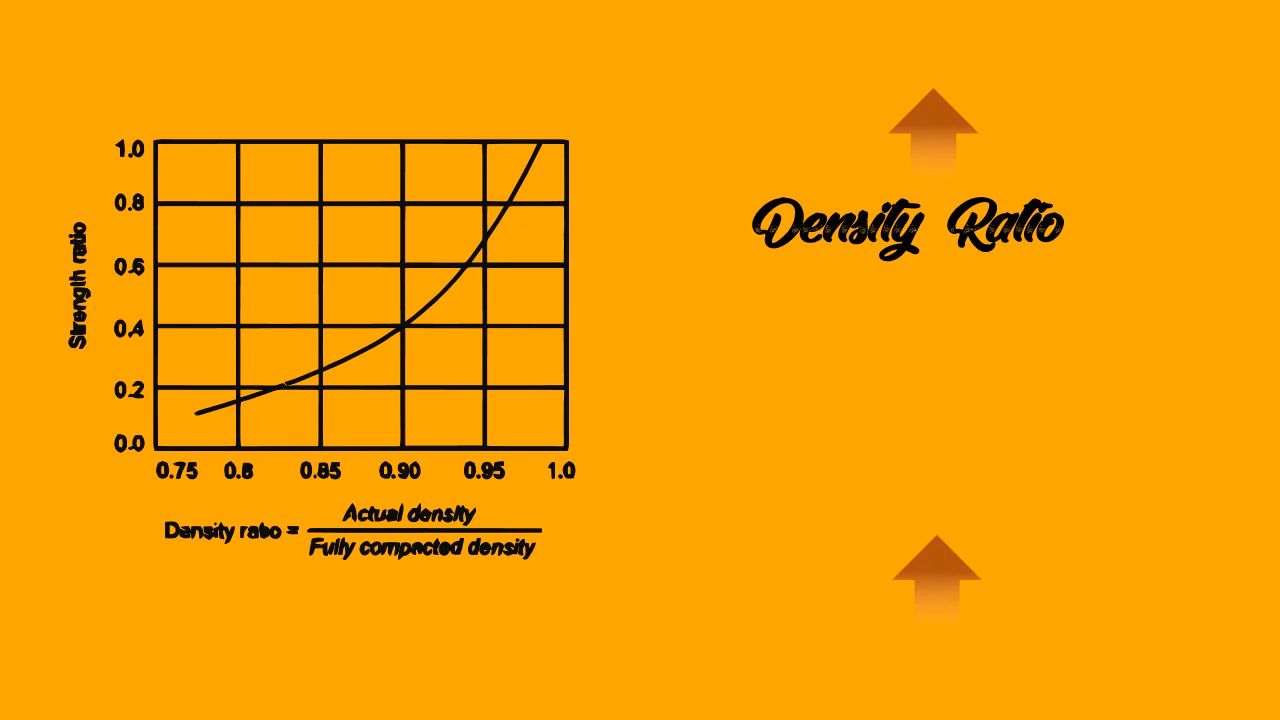 1.0
0.8
0.6
0.4
0.2
0.0
Strength ratio
0.75 0.8 0.85 0.90 0.95 1.0
Density ratio = Actual density
Fully compacted density
Density Ratio